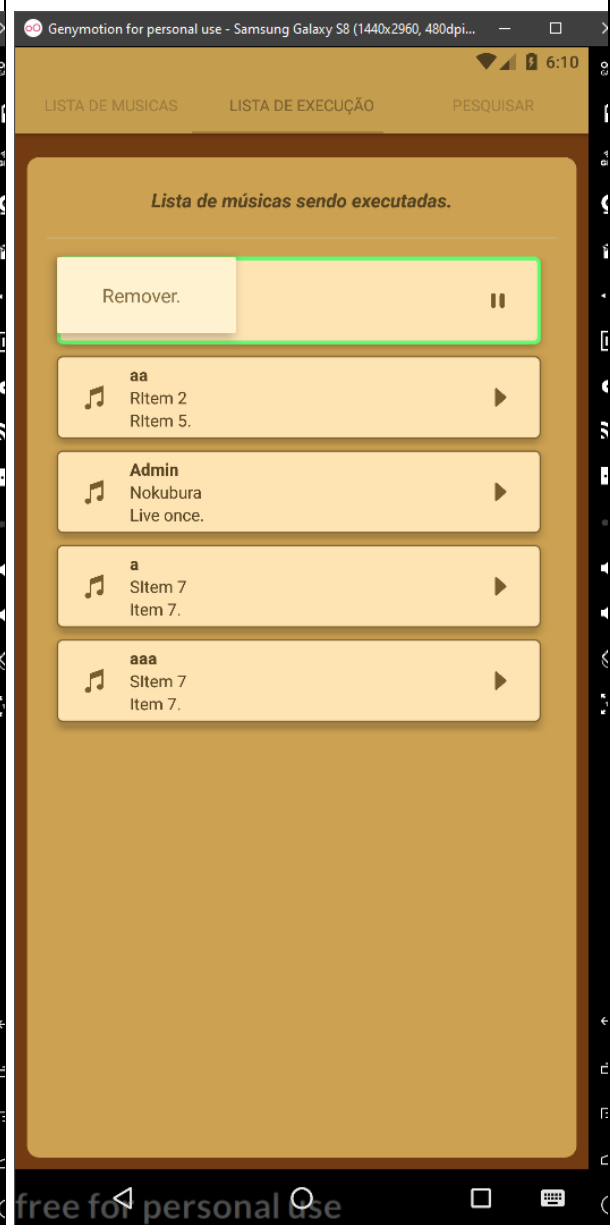 Genymotion for personal use - Samsung Galaxy S8 (1440x2960, 480dpi...
6:10
LISTA DE MUSICAS LISTA DE EXECUÇÃO PESQUISAR
Lista de músicas sendo executadas.
Remover.
aa
RItem 2
RItem 5.
Admin
Nokubura
Live once.
a
SItem 7
Item 7.
aaa
SItem 7
Item 7.
free for personal use